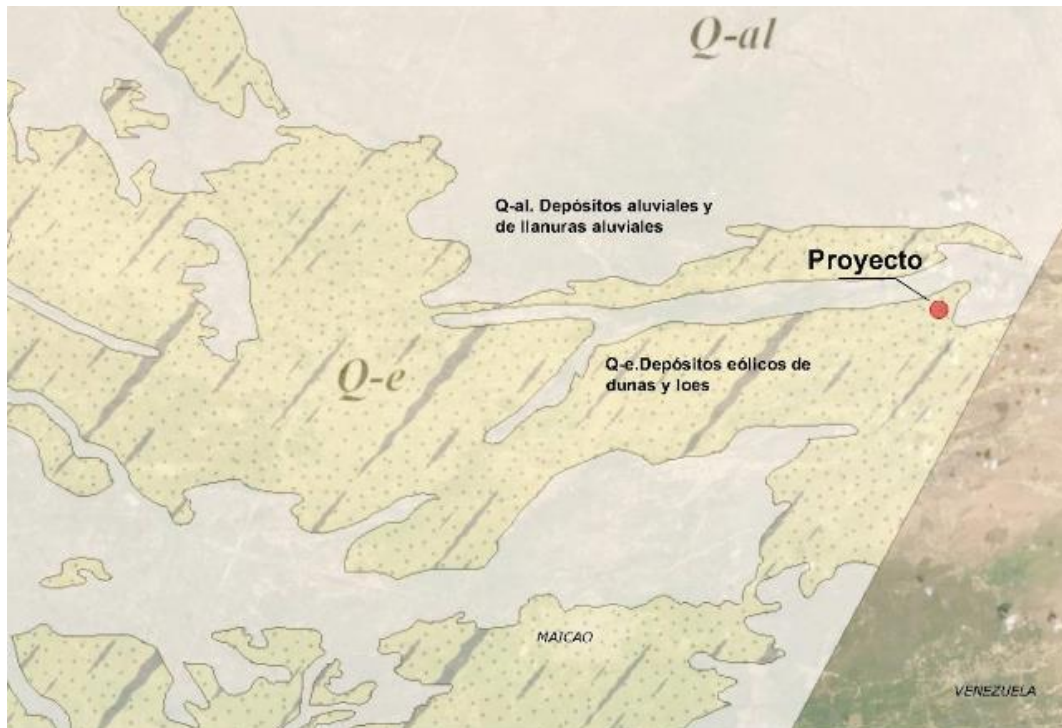 Q-al
Q-al. Depósitos aluviales y
de llanuras aluviales
Proyecto
Q-e.Depósitos eólicos de
dunas y loes
Q-e
MAICAO
VENEZUELA